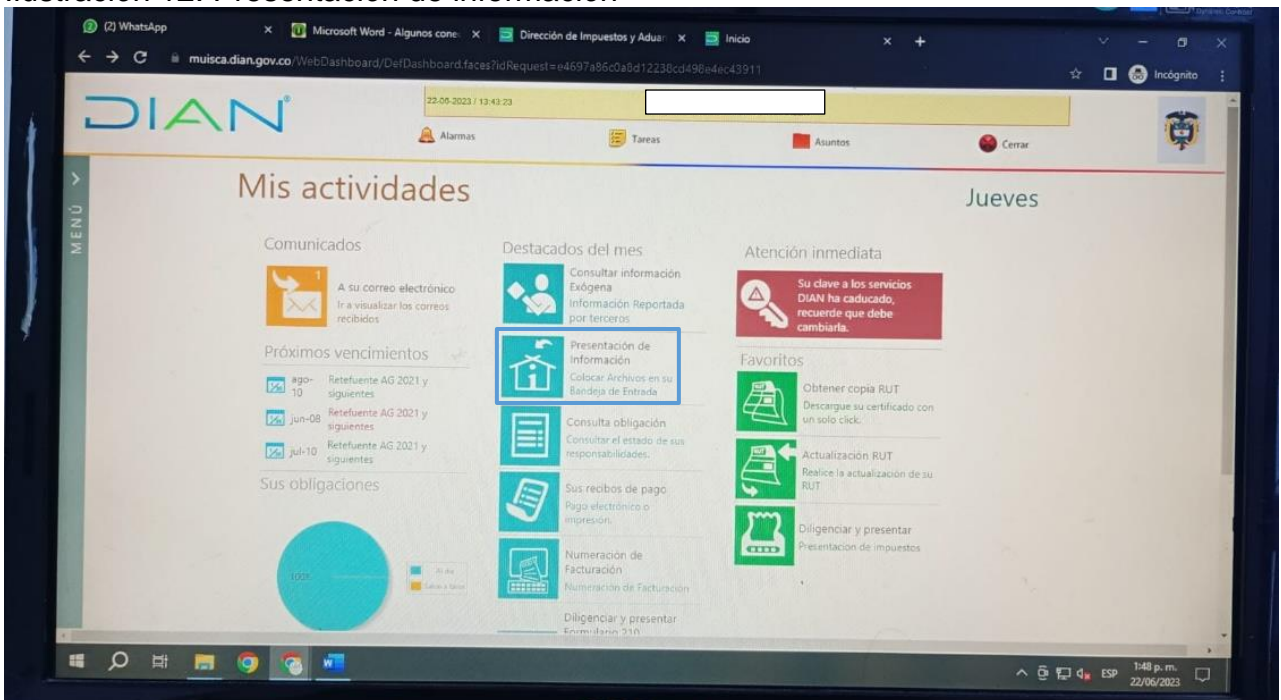 Ilustración 12. Presentación de información
(2) WhatsApp
Microsoft Word - Algunos cone
Dirección de Impuestos y Adua
Inicio
muisca.dian.gov.co/WebDashboard/DefDashboard.faces?idRequest=
Incógnito
DIAN
22-06-2023 / 13:43:23
Alarmas
Tareas
Asuntos
Cerrar
MENÚ
Mis actividades
Jueves
Comunicados
1
A su correo electrónico
Ir a visualizar los correos
recibidos
Próximos vencimientos
ago-10 Retefuente AG 2021 y
siguientes
jun-08 Retefuente AG 2021 y
siguientes
jul-10 Retefuente AG 2021 y
siguientes
Sus obligaciones
100%
Al día
Destacados del mes
Consultar información
Exógena
Información Reportada
por terceros
Presentación de
Información
Colocar Archivos en su
Bandeja de Entrada
Consulta obligación
Consultar el estado de sus
responsabilidades.
Sus recibos de pago
Pago electrónico o
impresión.
Numeración de
Facturación
Numeración de Facturación
Diligenciar y presentar
Formulario 210
Atención inmediata
Su clave a los servicios
DIAN ha caducado,
recuerde que debe
cambiarla.
Favoritos
Obtener copia RUT
Descargue su certificado con
un solo click.
Actualización RUT
Realice la actualización de su
RUT
Diligenciar y presentar
Presentación de impuestos
ESP
1:48 p. m.
22/06/2023